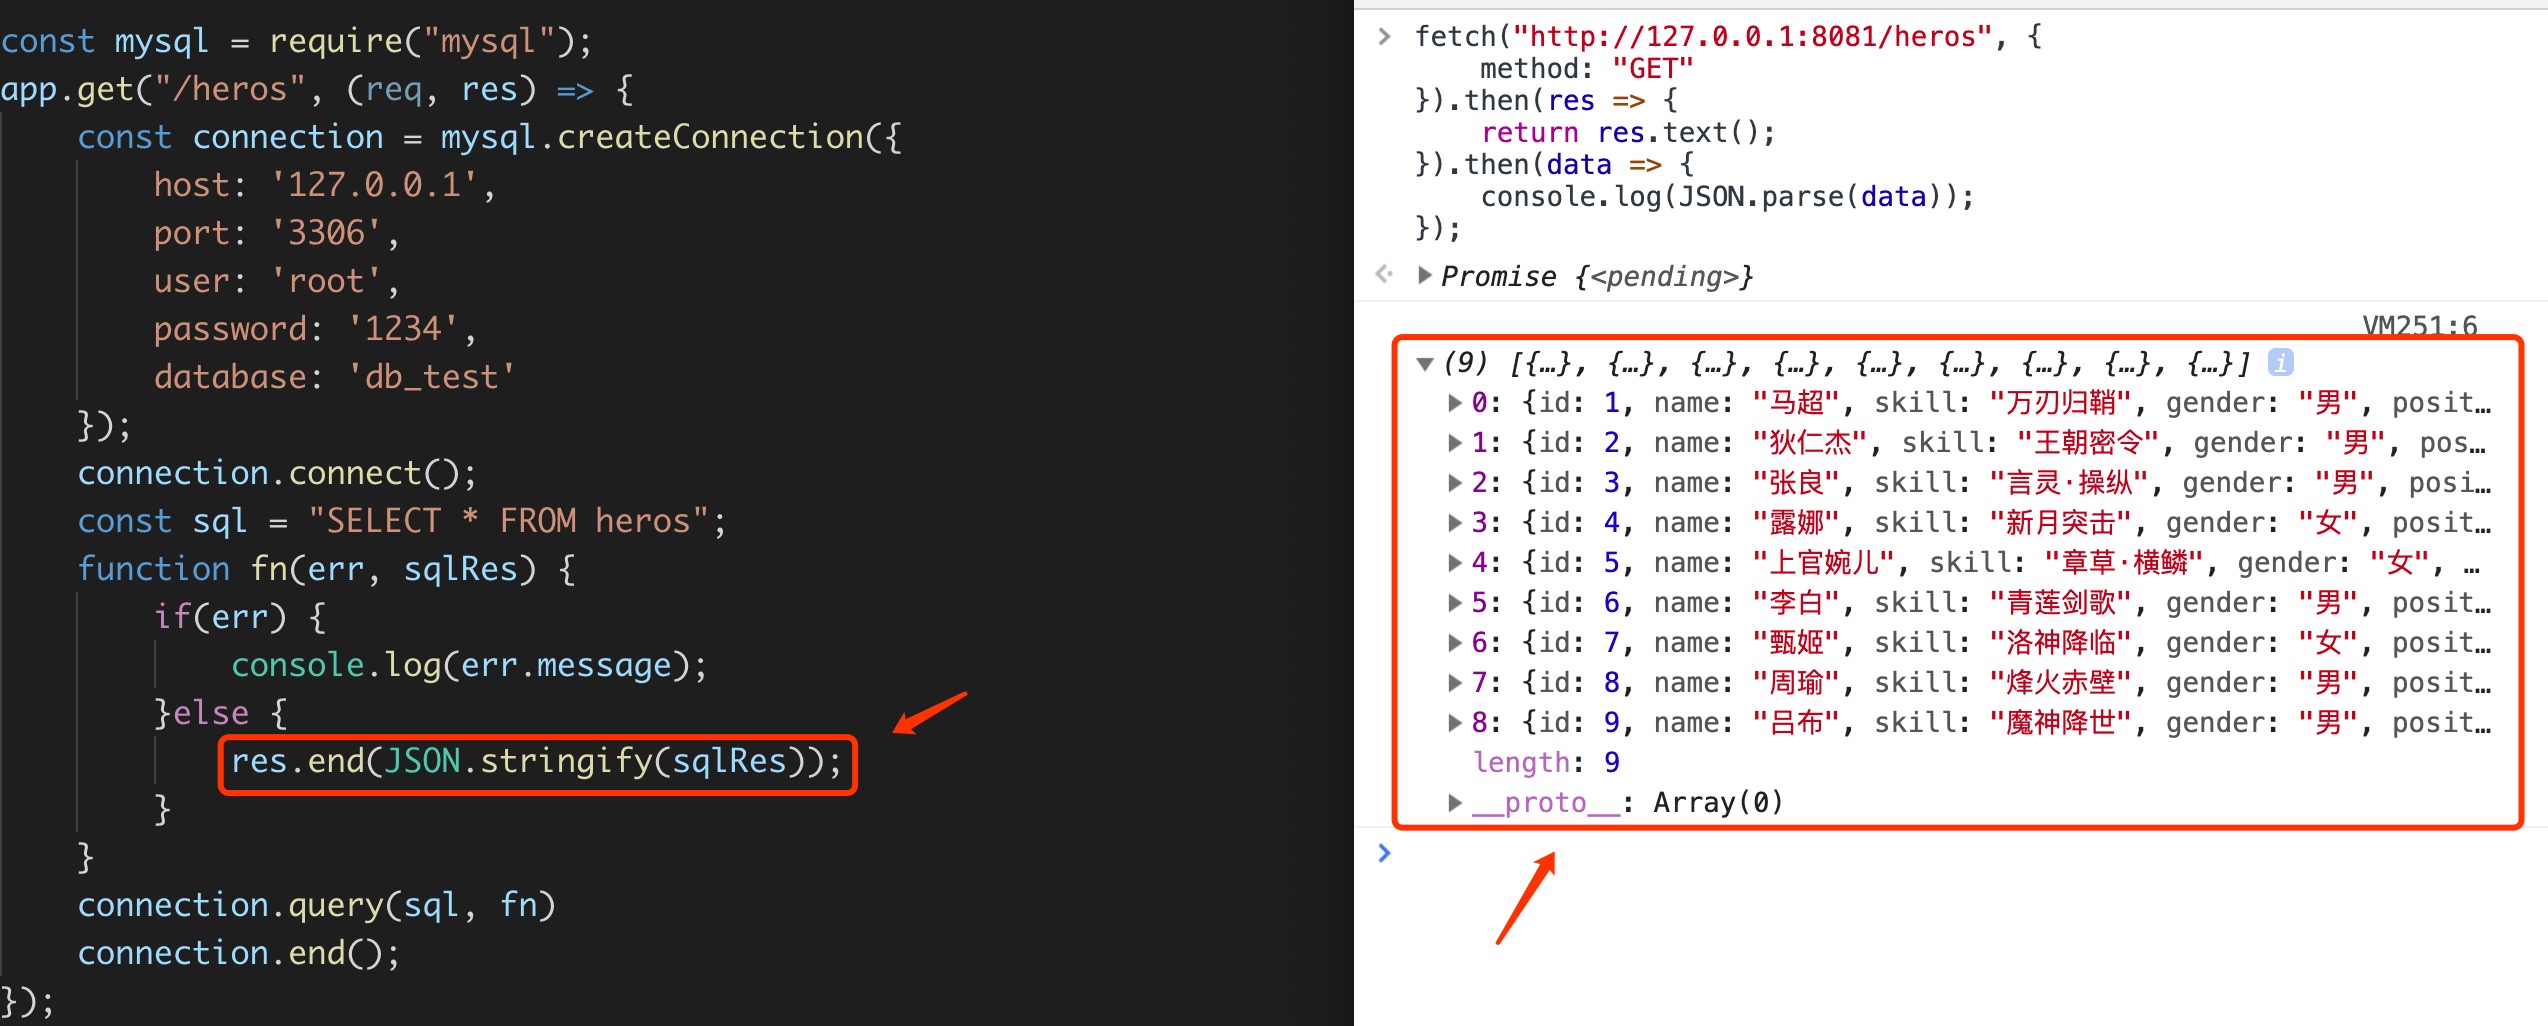 const mysql = require("mysql");
app.get("/heros", (req, res) => {
const connection = mysql.createConnection({
host: '127.0.0.1',
port: '3306',
user: 'root',
password: '1234',
database: 'db_test'
});
connection.connect();
const sql = "SELECT * FROM heros";
function fn(err, sqlRes) {
if(err) {
console.log(err.message);
}else {
res.end(JSON.stringify(sqlRes));
}
}
connection.query(sql, fn)
connection.end();
});
fetch("http://127.0.0.1:8081/heros", {
method: "GET"
}).then(res => {
return res.text();
}).then(data => {
console.log(JSON.parse(data));
});
Promise {<pending>}
VM251:6
(9) [{…}, {…}, {…}, {…}, {…}, {…}, {…}, {…}, {…}] i
0: {id: 1, name: "马超", skill: "万刃归鞘", gender: "男", posit…
1: {id: 2, name: "狄仁杰", skill: "王朝密令", gender: "男", pos…
2: {id: 3, name: "张良", skill: "言灵·操纵", gender: "男", posi…
3: {id: 4, name: "露娜", skill: "新月突击", gender: "女", posit…
4: {id: 5, name: "上官婉儿", skill: "章草·横鳞", gender: "女", …
5: {id: 6, name: "李白", skill: "青莲剑歌", gender: "男", posit…
6: {id: 7, name: "甄姬", skill: "洛神降临", gender: "女", posit…
7: {id: 8, name: "周瑜", skill: "烽火赤壁", gender: "男", posit…
8: {id: 9, name: "吕布", skill: "魔神降世", gender: "男", posit…
length: 9
__proto__: Array(0)